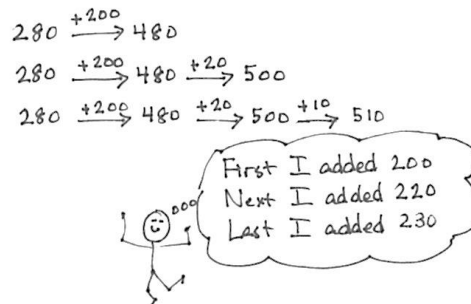 280 +200→ 480
280 +200→ 480 +20→ 500
280 +200→ 480 +20→ 500 +10→ 510
First I added 200
Next I added 220
Last I added 230